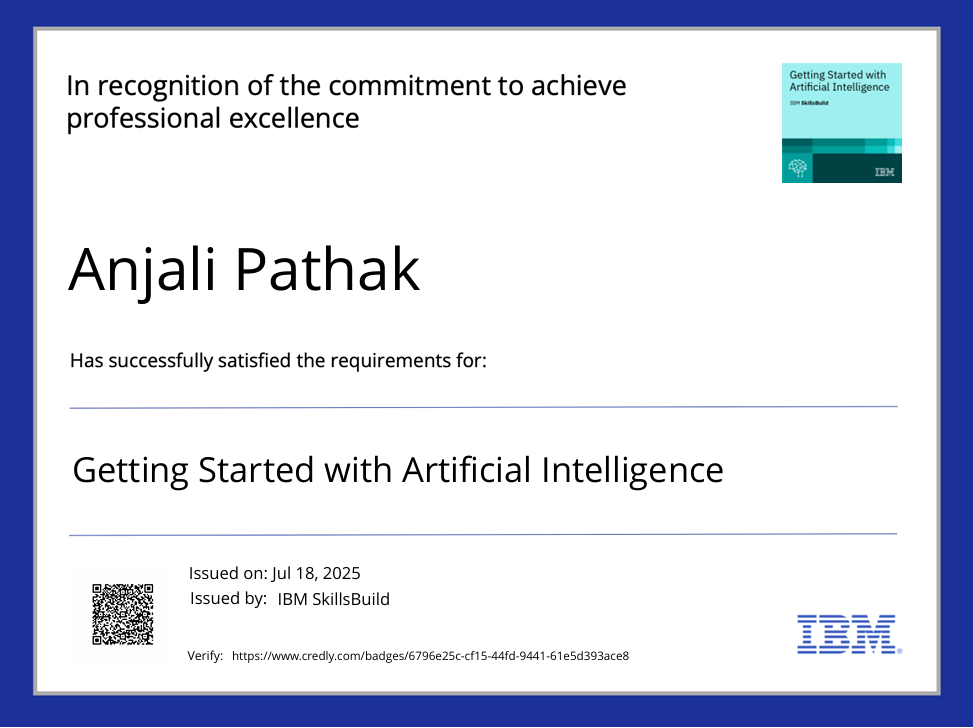 In recognition of the commitment to achieve
professional excellence
Getting Started with
Artificial Intelligence
IBM SkillsBuild
IBM
Anjali Pathak
Has successfully satisfied the requirements for:
Getting Started with Artificial Intelligence
Issued on: Jul 18, 2025
Issued by: IBM SkillsBuild
Verify: https://www.credly.com/badges/6796e25c-cf15-44fd-9441-61e5d393ace8
IBM®